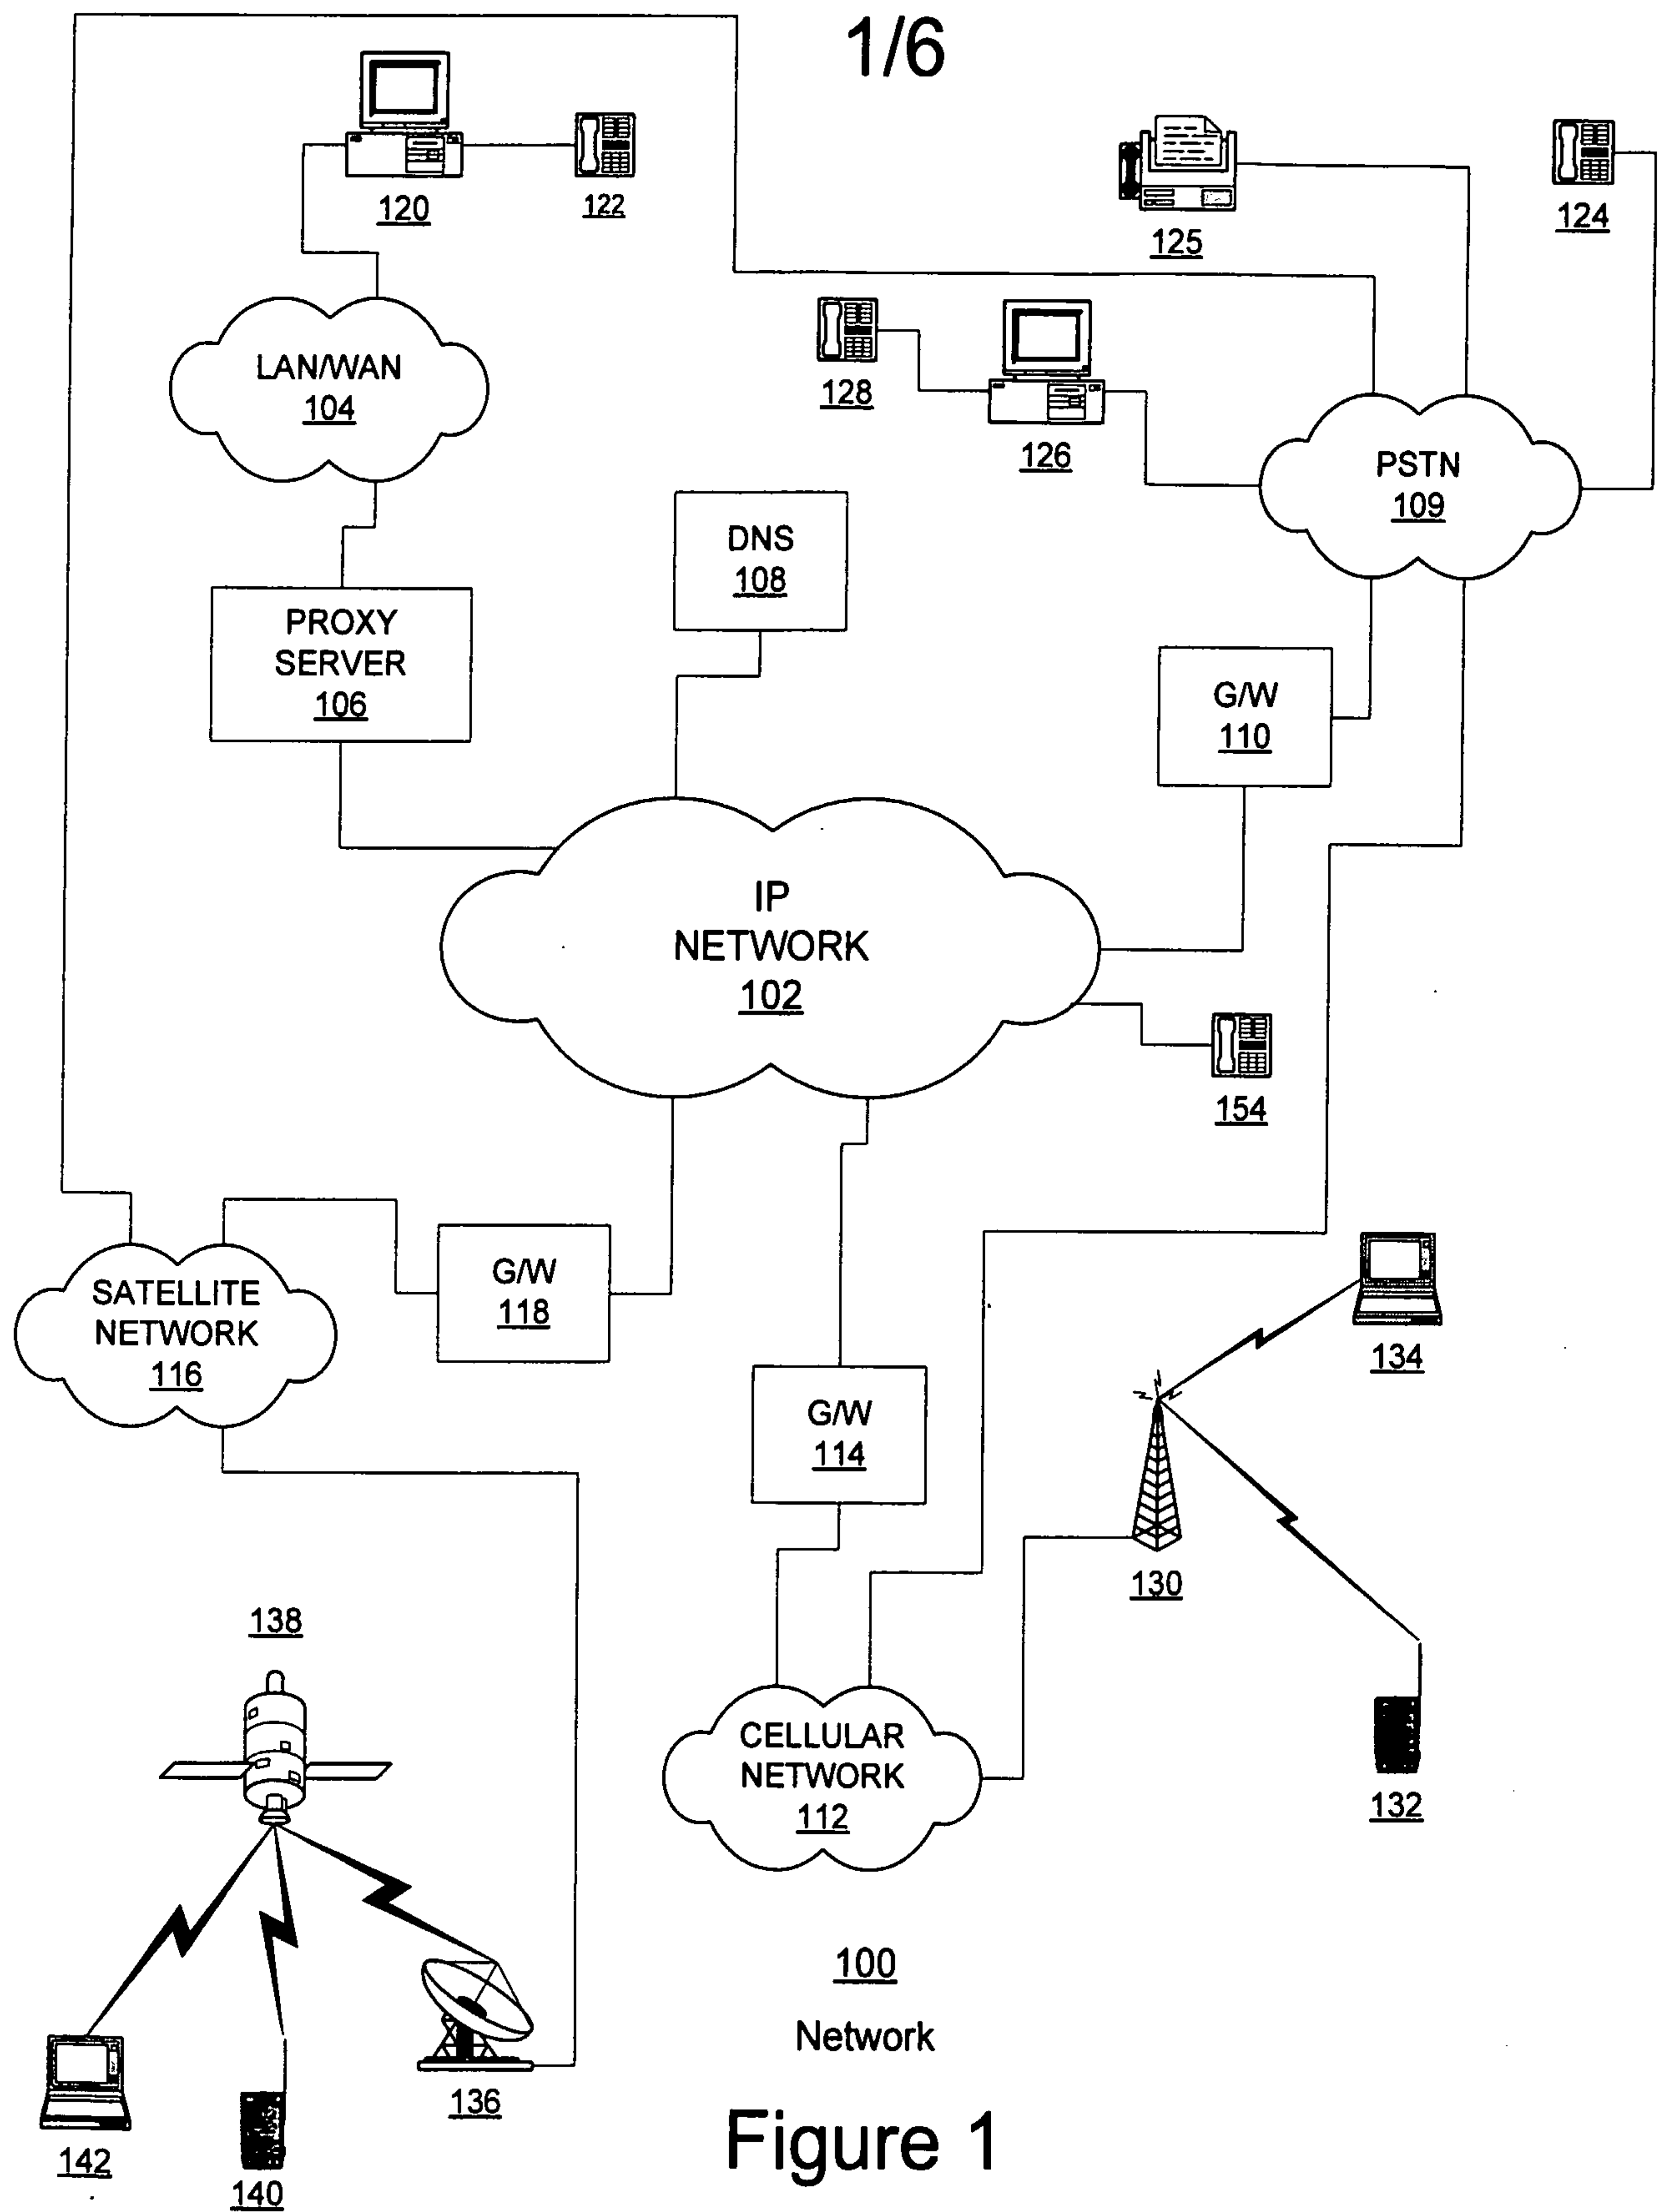 1/6
120
122
125
124
LAN/WAN
104
128
126
PSTN
109
DNS
108
PROXY
SERVER
106
G/W
110
IP
NETWORK
102
154
SATELLITE
NETWORK
116
G/W
118
134
G/W
114
130
138
CELLULAR
NETWORK
112
132
100
Network
136
142
140
Figure 1